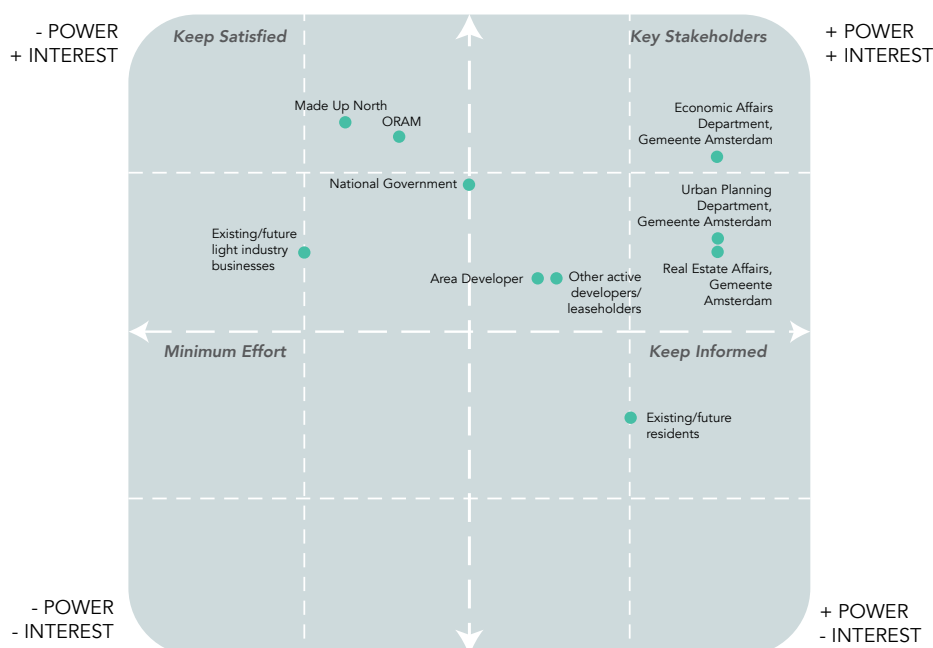 - POWER
+ INTEREST
Keep Satisfied
Key Stakeholders
+ POWER
+ INTEREST
Made Up North
ORAM
Economic Affairs
Department,
Gemeente Amsterdam
National Government
Urban Planning
Department,
Gemeente Amsterdam
Existing/future
light industry
businesses
Area Developer
Other active
developers/
leaseholders
Real Estate Affairs,
Gemeente
Amsterdam
Minimum Effort
Keep Informed
Existing/future
residents
- POWER
- INTEREST
+ POWER
- INTEREST